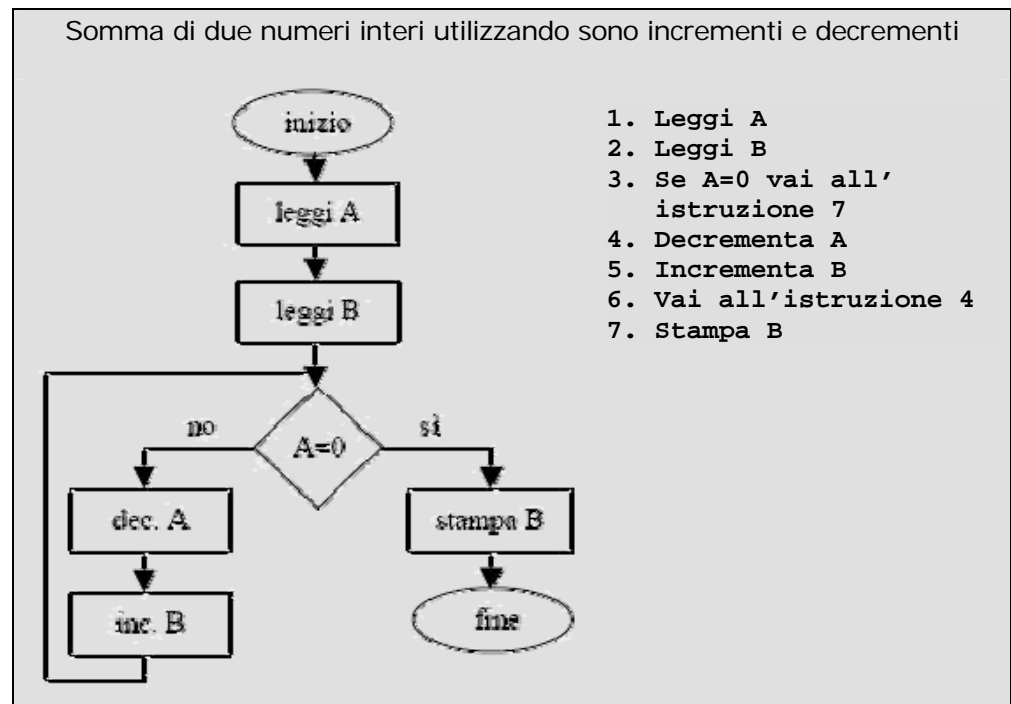 Somma di due numeri interi utilizzando sono incrementi e decrementi
inizio
leggi A
leggi B
A=0
no
sì
dec. A
inc. B
stampa B
fine
1. Leggi A
2. Leggi B
3. Se A=0 vai all'
istruzione 7
4. Decrementa A
5. Incrementa B
6. Vai all'istruzione 4
7. Stampa B